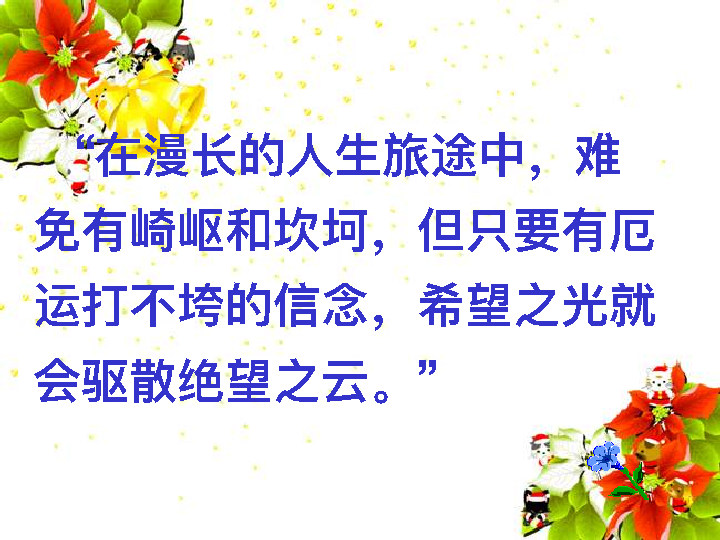 “在漫长的人生旅途中，难
免有崎岖和坎坷，但只要有厄
运打不垮的信念，希望之光就
会驱散绝望之云。”